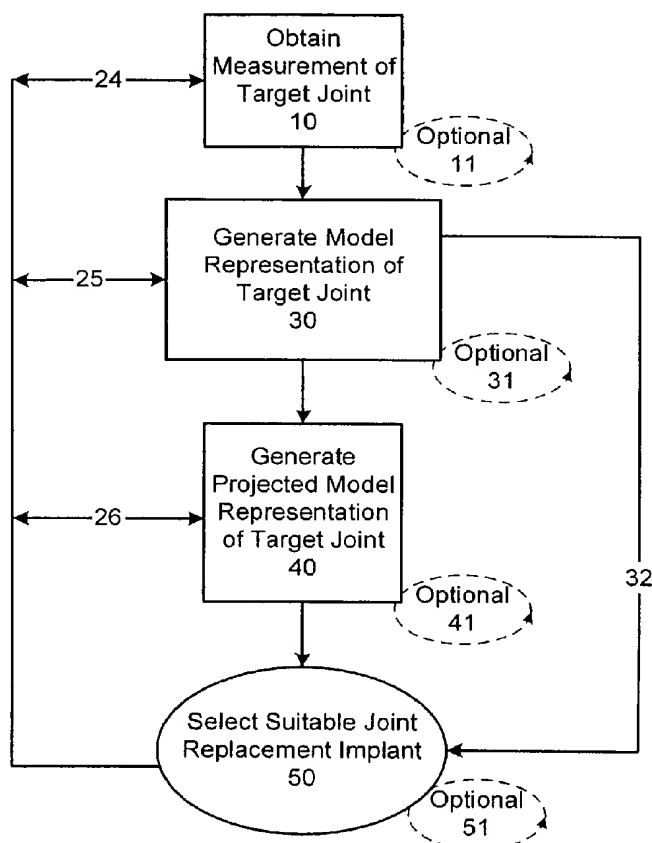 Obtain
Measurement of
Target Joint
10
24
Optional
11
Generate Model
Representation of
Target Joint
30
25
Optional
31
Generate
Projected Model
Representation
of Target Joint
40
26
32
Optional
41
Select Suitable Joint
Replacement Implant
50
Optional
51